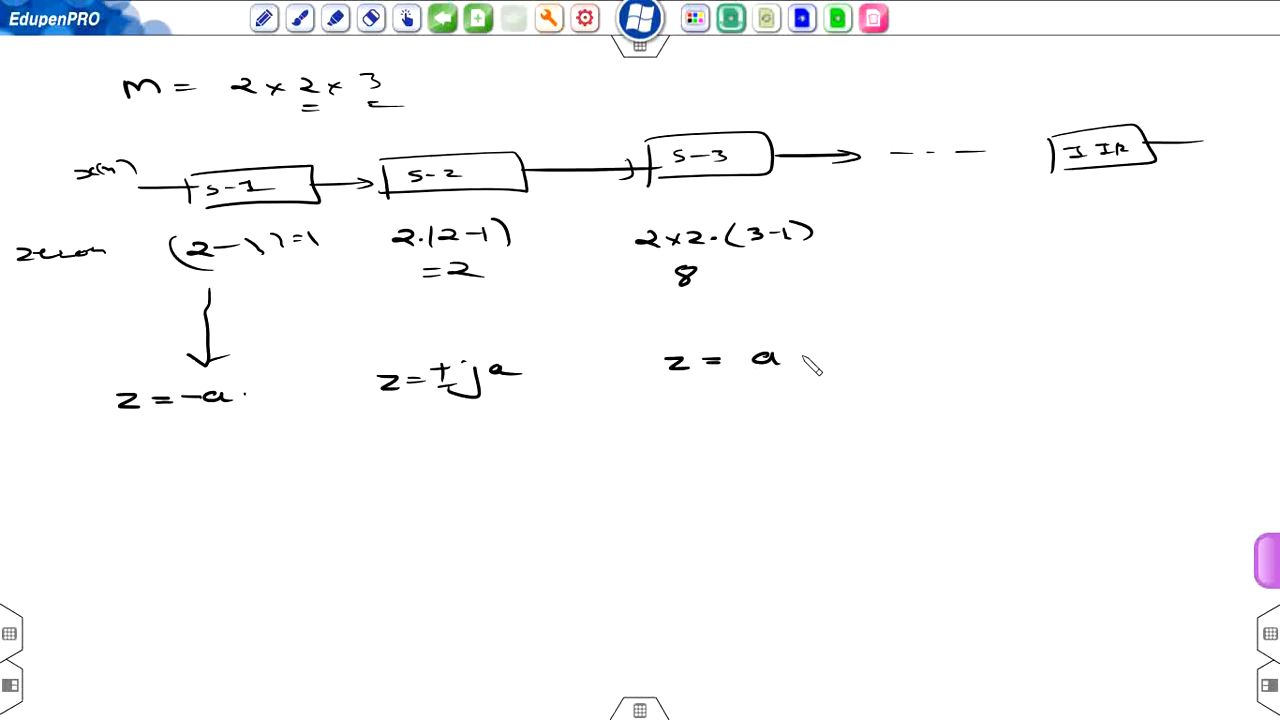 EdupenPRO
M = 2 × 2 × 3
x(n) S-1 S-2 S-3 IIR
zeros (2-1) = 1 2·(2-1) 2×2·(3-1)
= 2 8
z = -a. z = ±ja z = a